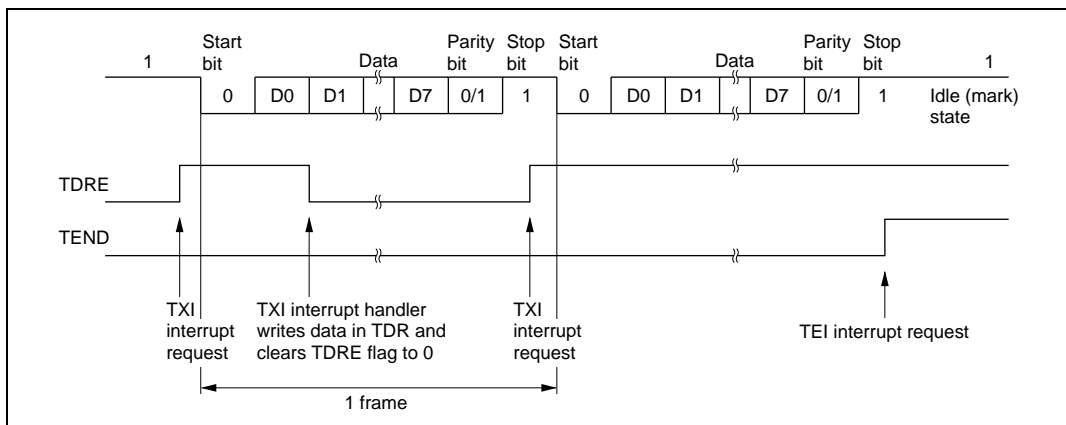 Start bit
Data
Parity bit
Stop bit
Start bit
Data
Parity bit
Stop bit
1
1
0 D0 D1 D7 0/1 1 0 D0 D1 D7 0/1 1
Idle (mark) state
TDRE
TEND
TXI interrupt request
TXI interrupt handler
writes data in TDR and
clears TDRE flag to 0
TXI interrupt request
TEI interrupt request
1 frame